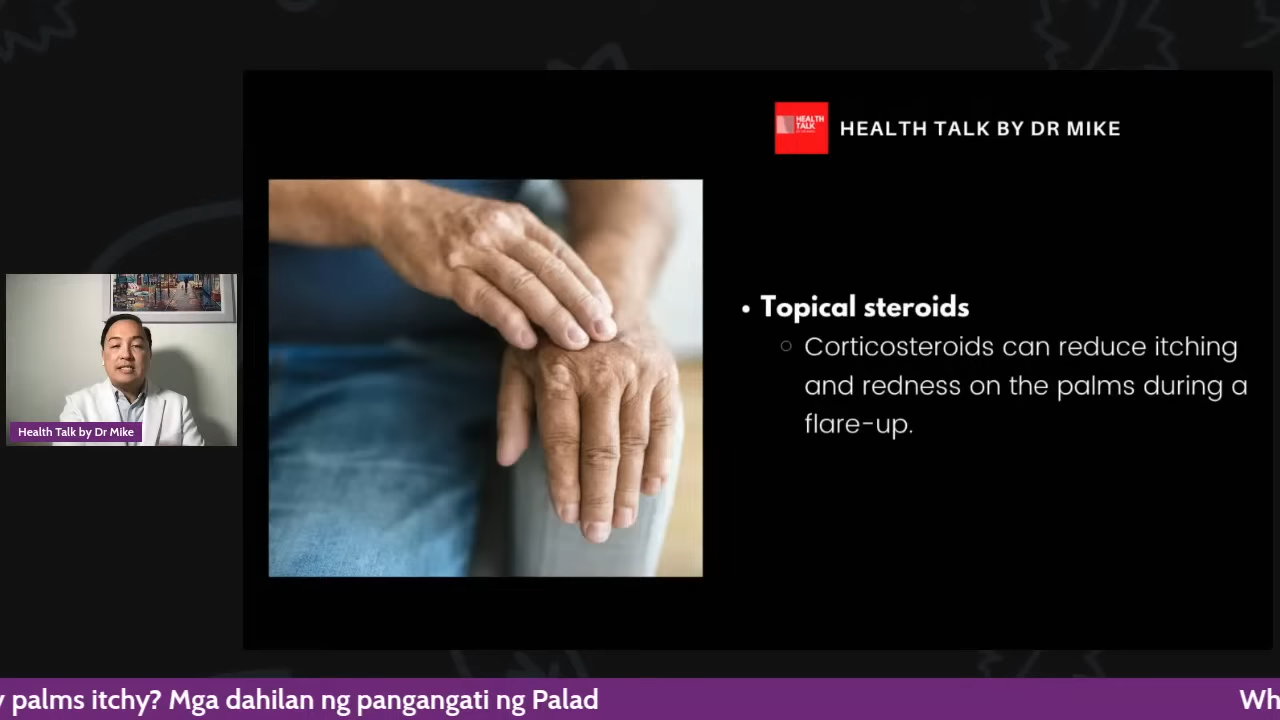 HEALTH
TALK
HEALTH TALK BY DR MIKE
• Topical steroids
○ Corticosteroids can reduce itching
and redness on the palms during a
flare-up.
Health Talk by Dr Mike
palms itchy? Mga dahilan ng pangangati ng Palad